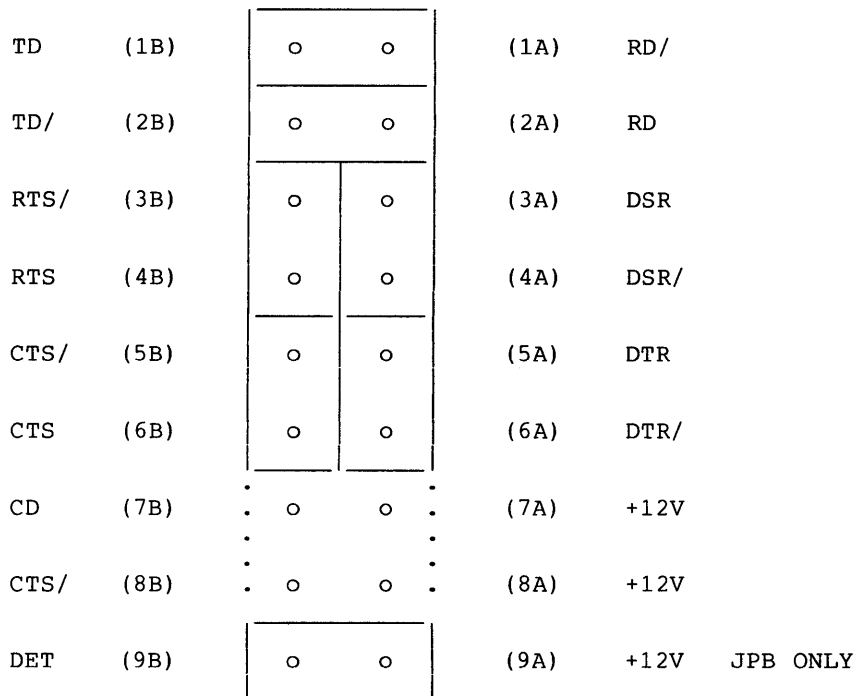 TD (1B) (1A) RD/
TD/ (2B) (2A) RD
RTS/ (3B) (3A) DSR
RTS (4B) (4A) DSR/
CTS/ (5B) (5A) DTR
CTS (6B) (6A) DTR/
CD (7B) (7A) +12V
CTS/ (8B) (8A) +12V
DET (9B) (9A) +12V JPB ONLY